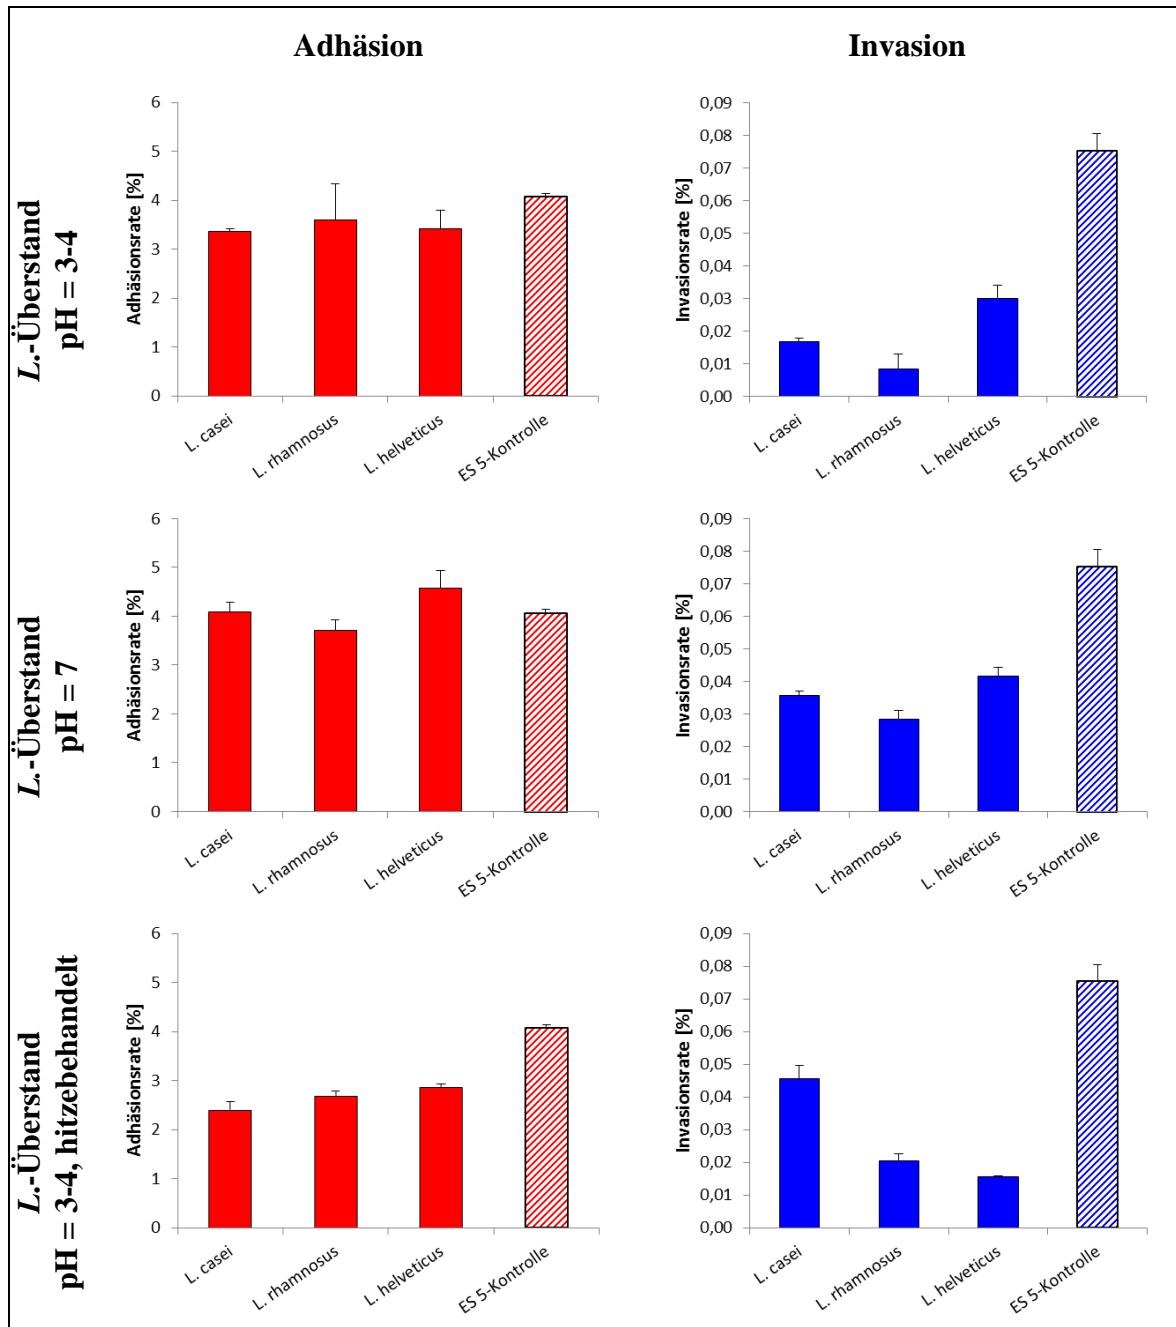 Adhäsion
Invasion
L.-Überstand
pH = 3-4
Adhäsionsrate [%]
6
5
4
3
2
1
0
L. casei
L. rhamnosus
L. helveticus
ES 5-Kontrolle
Invasionsrate [%]
0,09
0,08
0,07
0,06
0,05
0,04
0,03
0,02
0,01
0,00
L. casei
L. rhamnosus
L. helveticus
ES 5-Kontrolle
L.-Überstand
pH = 7
Adhäsionsrate [%]
6
5
4
3
2
1
0
L. casei
L. rhamnosus
L. helveticus
ES 5-Kontrolle
Invasionsrate [%]
0,09
0,08
0,07
0,06
0,05
0,04
0,03
0,02
0,01
0,00
L. casei
L. rhamnosus
L. helveticus
ES 5-Kontrolle
L.-Überstand
pH = 3-4, hitzebehandelt
Adhäsionsrate [%]
6
5
4
3
2
1
0
L. casei
L. rhamnosus
L. helveticus
ES 5-Kontrolle
Invasionsrate [%]
0,09
0,08
0,07
0,06
0,05
0,04
0,03
0,02
0,01
0,00
L. casei
L. rhamnosus
L. helveticus
ES 5-Kontrolle